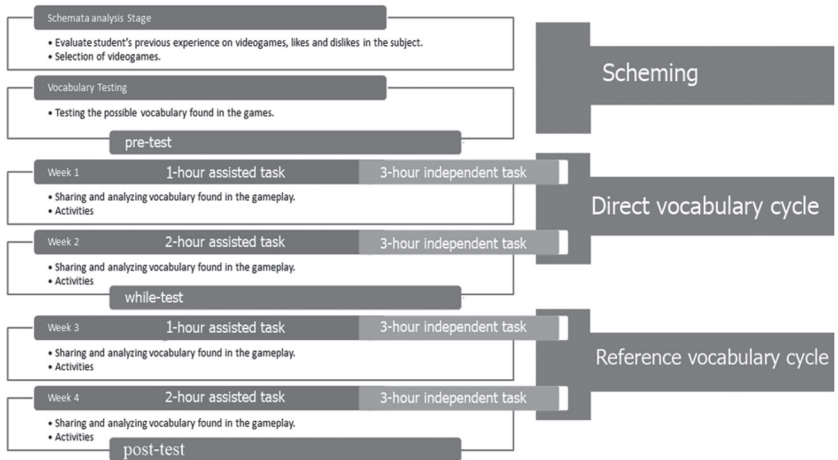 Schemata analysis Stage
• Evaluate student's previous experience on videogames, likes and dislikes in the subject.
• Selection of videogames.
Scheming
Vocabulary Testing
• Testing the possible vocabulary found in the games.
pre-test
Week 1 1-hour assisted task 3-hour independent task
• Sharing and analyzing vocabulary found in the gameplay.
• Activities
Direct vocabulary cycle
Week 2 2-hour assisted task 3-hour independent task
• Sharing and analyzing vocabulary found in the gameplay.
• Activities
while-test
Week 3 1-hour assisted task 3-hour independent task
• Sharing and analyzing vocabulary found in the gameplay.
• Activities
Reference vocabulary cycle
Week 4 2-hour assisted task 3-hour independent task
• Sharing and analyzing vocabulary found in the gameplay.
• Activities
post-test